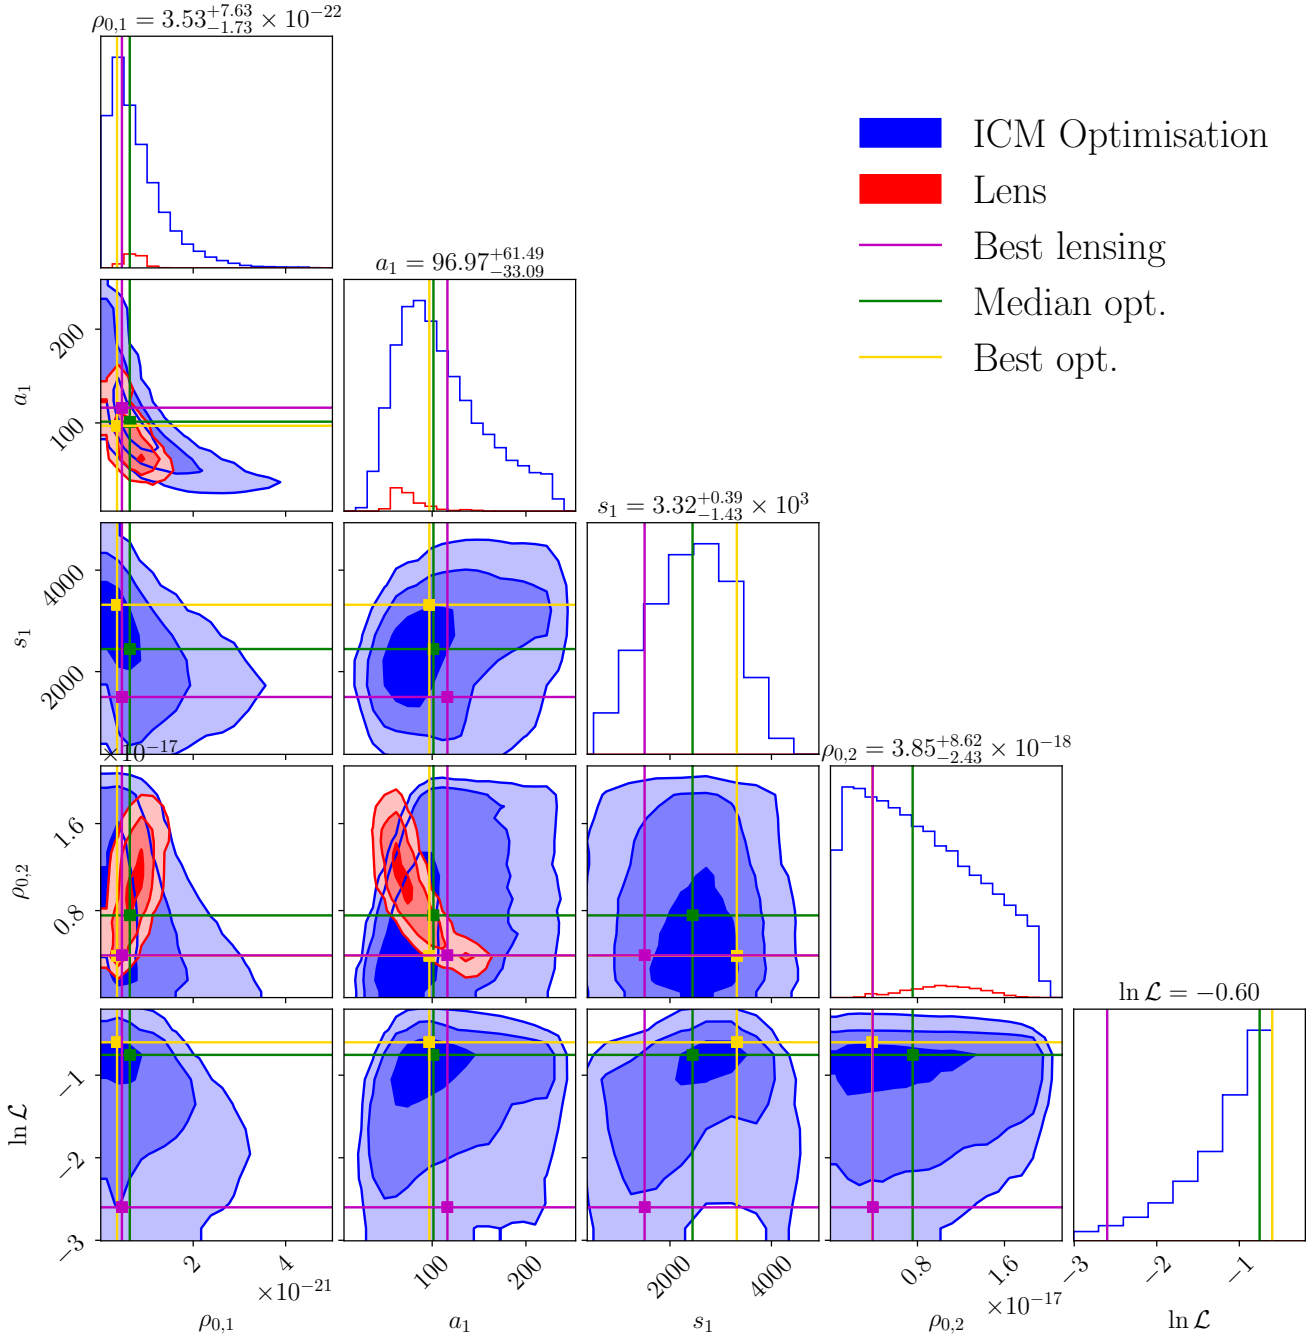 ρ₀,₁ = 3.53^{+7.63}_{−1.73} × 10^{−22}
ICM Optimisation
Lens
Best lensing
Median opt.
Best opt.
a₁ = 96.97^{+61.49}_{−33.09}
200
100
a₁
s₁ = 3.32^{+0.39}_{−1.43} × 10³
4000
2000
s₁
×10^{−17}
ρ₀,₂ = 3.85^{+8.62}_{−2.43} × 10^{−18}
1.6
0.8
ρ₀,₂
ln ℒ = −0.60
−1
−2
−3
ln ℒ
2 4
×10^{−21}
ρ₀,₁
100 200
a₁
2000 4000
s₁
0.8 1.6
×10^{−17}
ρ₀,₂
−3 −2 −1
ln ℒ